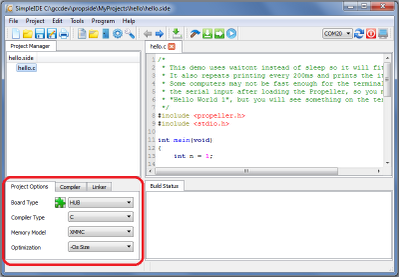 SimpleIDE C:\gccdev\propside\MyProjects\hello\hello.side
File Project Edit Tools Program Help
COM20
Project Manager
hello.side
hello.c
hello.c
1 /*
2 * This demo uses waitcnt instead of sleep so it will fit
3 * It also repeats printing every 200ms and prints the it
4 * Some computers may not be fast enough for the terminal
5 * the serial input after loading the Propeller, so you m
6 * "Hello World 1", but you will see something on the ter
7 */
8 #include <propeller.h>
9 #include <stdio.h>
10
11 int main(void)
12 {
13 int n = 1;
Project Options Compiler Linker
Board Type HUB
Compiler Type C
Memory Model XMMC
Optimization -Os Size
Build Status